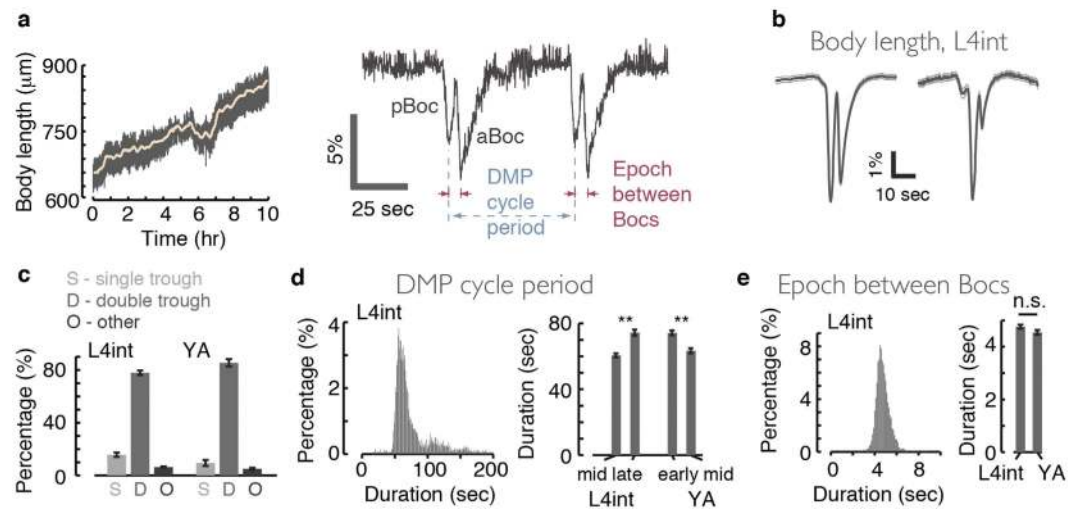 a
Body length (μm)
900
750
600
0 2 4 6 8 10
Time (hr)
pBoc
aBoc
5%
25 sec
DMP
cycle
period
Epoch
between
Bocs
b
Body length, L4int
1%
10 sec
c
S - single trough
D - double trough
O - other
L4int YA
Percentage (%)
80
40
0
S D O S D O
d
DMP cycle period
L4int
Percentage (%)
4
2
0
0 50 100 200
Duration (sec)
Duration (sec)
80
60
40
20
0
** **
mid late early mid
L4int YA
e
Epoch between Bocs
L4int
Percentage (%)
8
4
0
0 4 8
Duration (sec)
n.s.
Duration (sec)
4
2
0
L4int YA